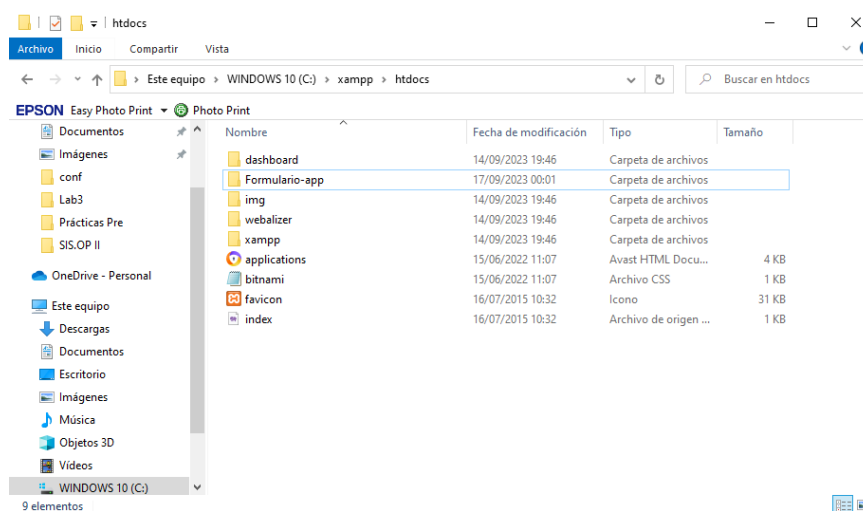 htdocs
Archivo Inicio Compartir Vista
Este equipo > WINDOWS 10 (C:) > xampp > htdocs
Buscar en htdocs
EPSON Easy Photo Print Photo Print
Documentos
Imágenes
conf
Lab3
Prácticas Pre
SIS.OP II
OneDrive - Personal
Este equipo
Descargas
Documentos
Escritorio
Imágenes
Música
Objetos 3D
Vídeos
WINDOWS 10 (C:)
Nombre Fecha de modificación Tipo Tamaño
dashboard 14/09/2023 19:46 Carpeta de archivos
Formulario-app 17/09/2023 00:01 Carpeta de archivos
img 14/09/2023 19:46 Carpeta de archivos
webalizer 14/09/2023 19:46 Carpeta de archivos
xampp 14/09/2023 19:46 Carpeta de archivos
applications 15/06/2022 11:07 Avast HTML Docu... 4 KB
bitnami 15/06/2022 11:07 Archivo CSS 1 KB
favicon 16/07/2015 10:32 Icono 31 KB
index 16/07/2015 10:32 Archivo de origen ... 1 KB
9 elementos